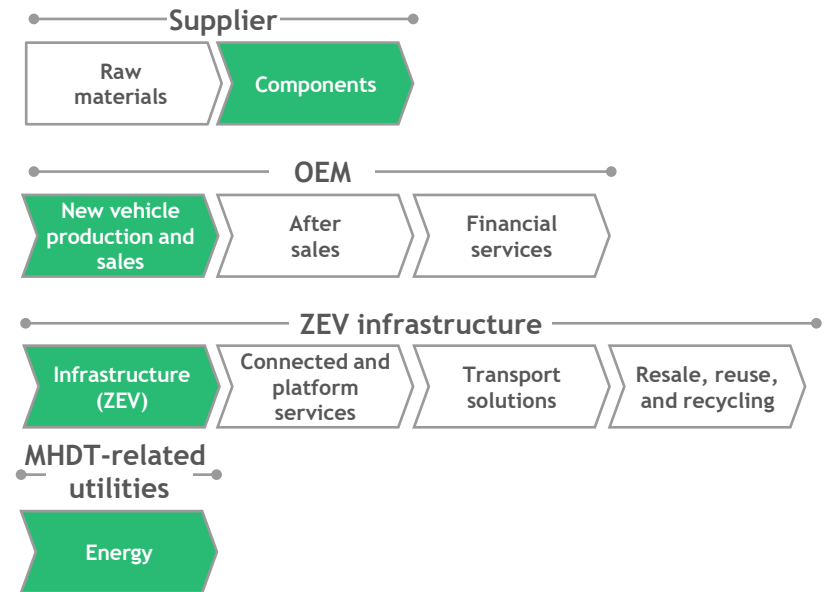 Supplier
Raw
materials
Components
OEM
New vehicle
production and
sales
After
sales
Financial
services
ZEV infrastructure
Infrastructure
(ZEV)
Connected and
platform
services
Transport
solutions
Resale, reuse,
and recycling
MHDT-related
utilities
Energy